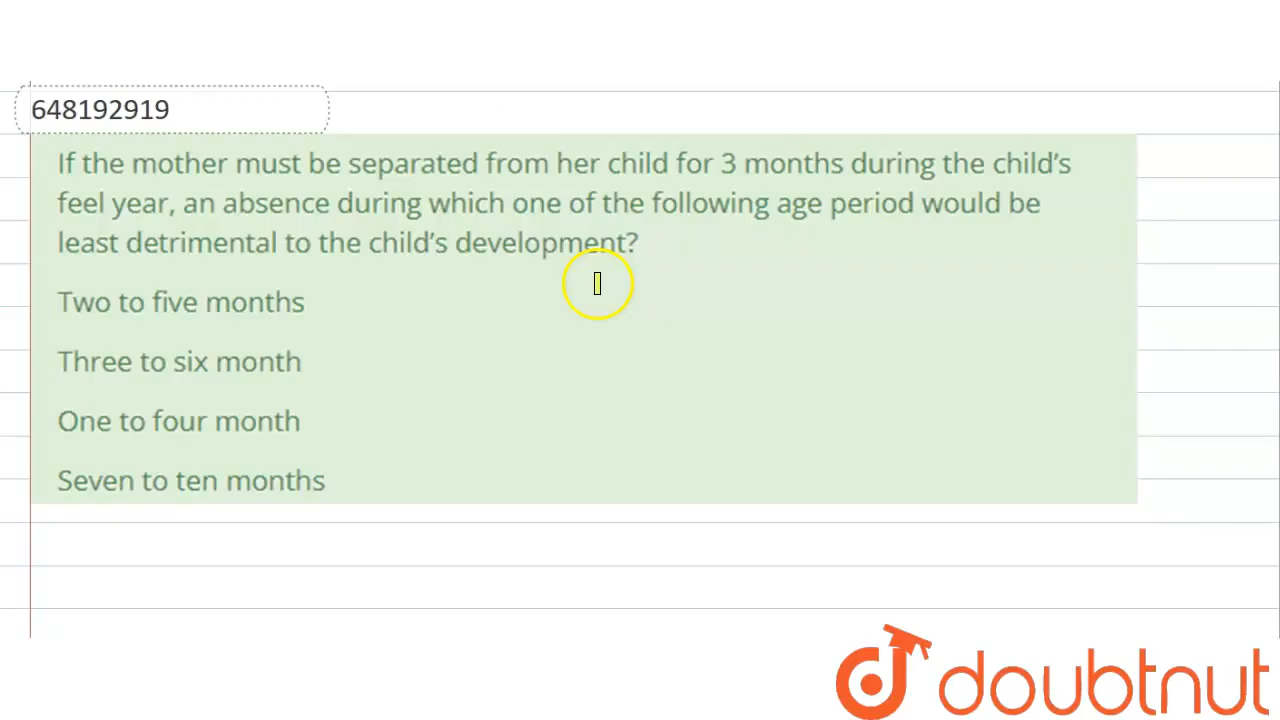 648192919
If the mother must be separated from her child for 3 months during the child's
feel year, an absence during which one of the following age period would be
least detrimental to the child's development?
Two to five months
Three to six month
One to four month
Seven to ten months
doubtnut